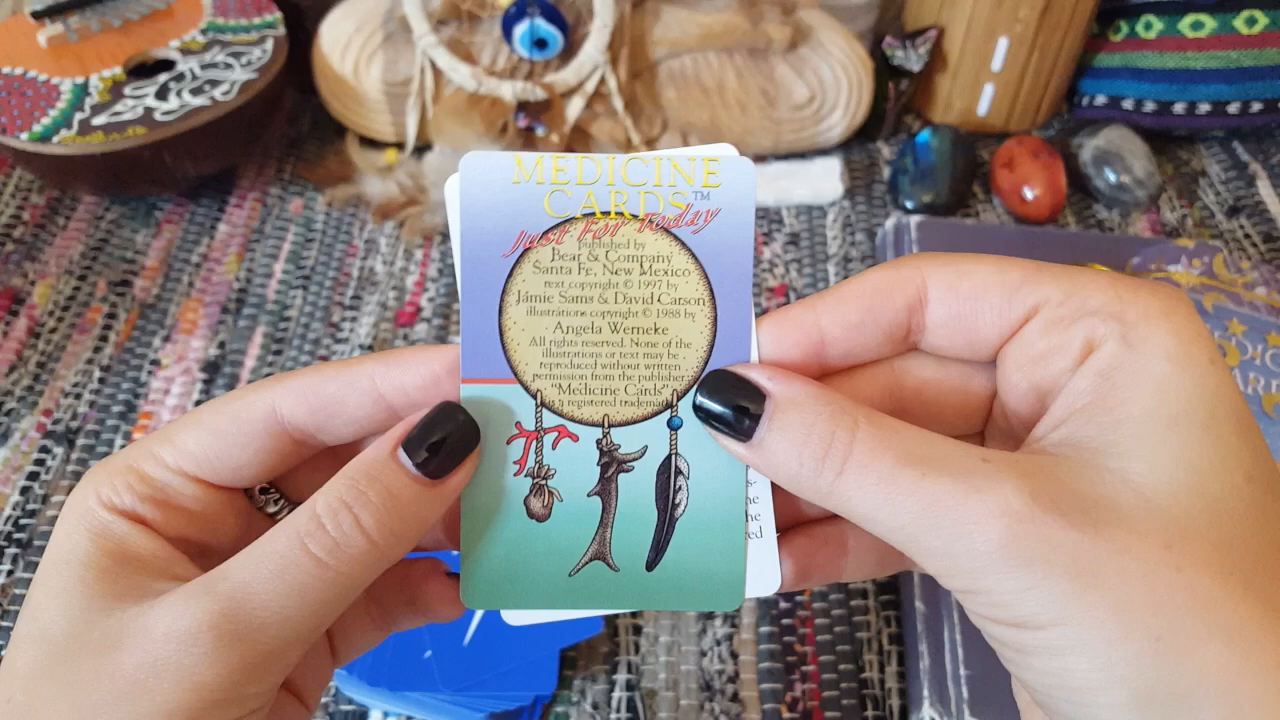 MEDICINE
CARDS™
Just For Today
published by
Bear & Company
Santa Fe, New Mexico
text copyright © 1997 by
Jamie Sams & David Carson
illustrations copyright © 1988 by
Angela Werneke
All rights reserved. None of the
illustrations or text may be
reproduced without written
permission from the publisher.
"Medicine Cards"
is a registered trademark